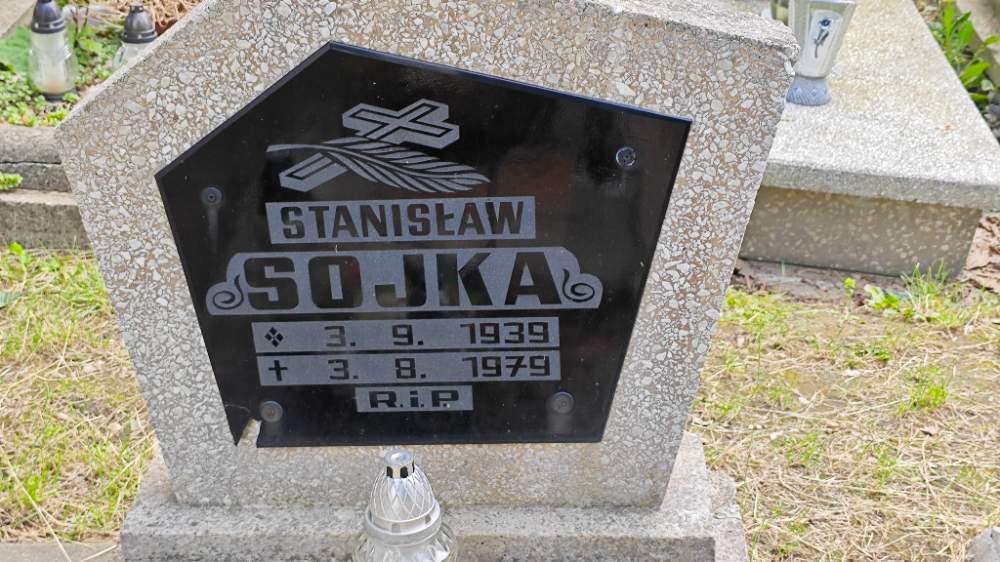 STANISŁAW
SOJKA
3. 9. 1939
✝ 3. 8. 1979
R.i.P.